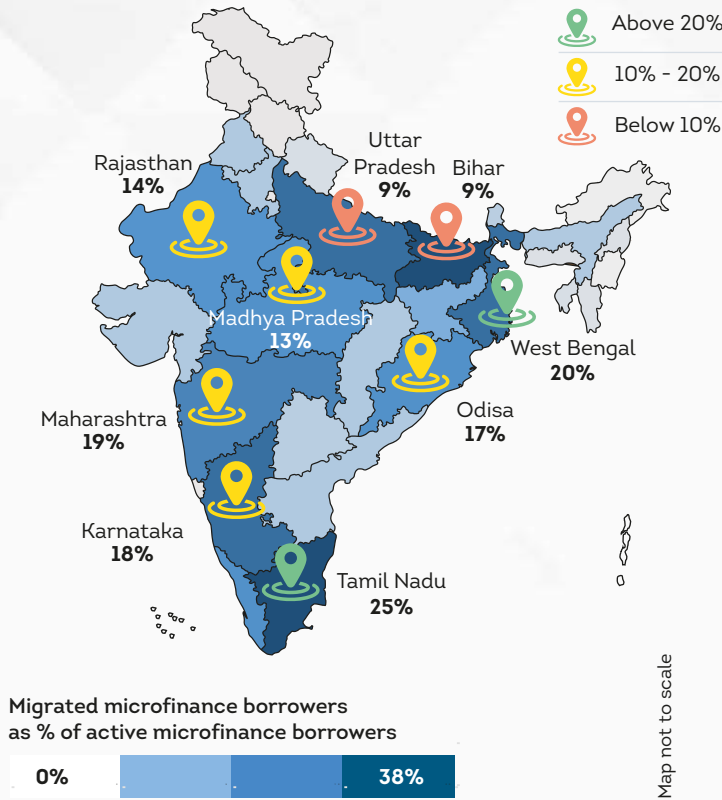 Above 20%
10% - 20%
Below 10%
Uttar
Pradesh
9%
Bihar
9%
Rajasthan
14%
Madhya Pradesh
13%
West Bengal
20%
Maharashtra
19%
Odisa
17%
Karnataka
18%
Tamil Nadu
25%
Map not to scale
Migrated microfinance borrowers
as % of active microfinance borrowers
0%
38%